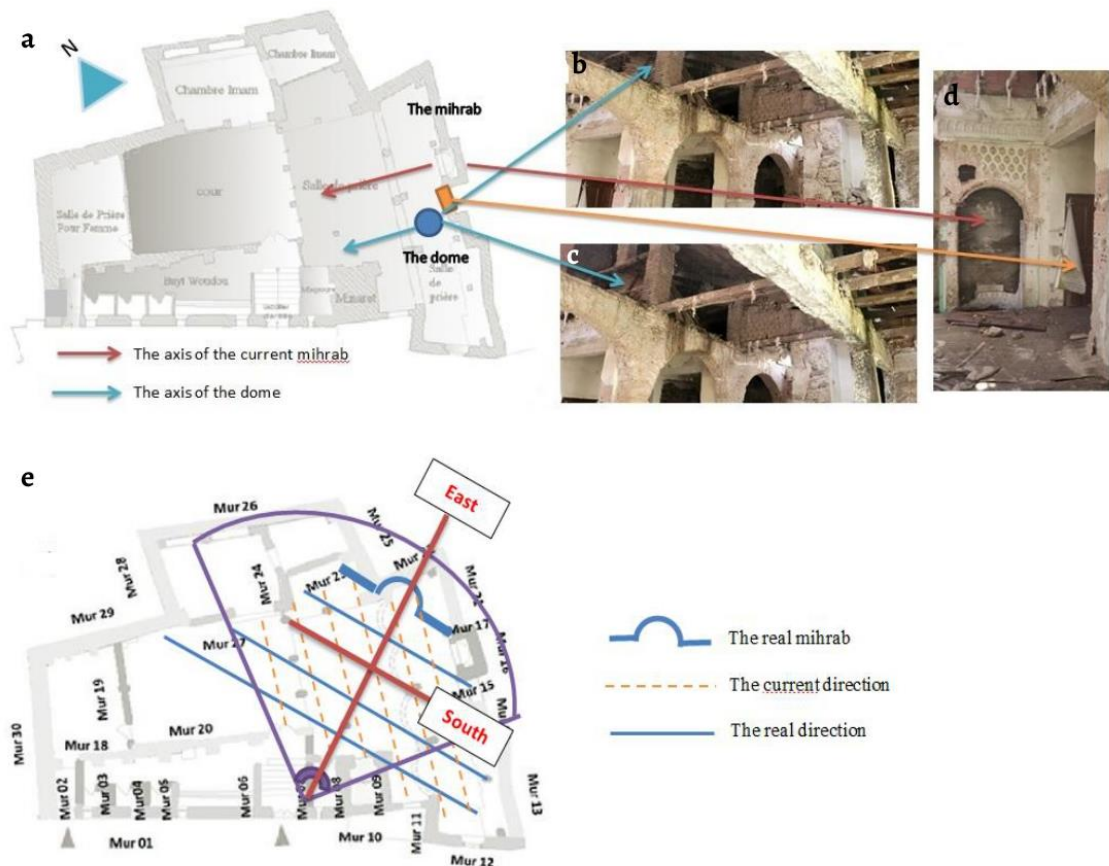 a
N
Chambre Imam
Chambre Imam
The mihrab
cour
Salle de prière
Salle de Prière
Pour Femme
The dome
Salle
de
prière
Minaret
The axis of the current mihrab
The axis of the dome
b
c
d
e
East
Mur 26
Mur 25
Mur 28
Mur 24
Mur 23
Mur 29
Mur 27
Mur 17
Mur 16
Mur 15
South
Mur 19
Mur 20
Mur 18
Mur 30
Mur 02
Mur 03
Mur 04
Mur 05
Mur 06
Mur 08
Mur 09
Mur 01
Mur 10
Mur 11
Mur 12
Mur 13
The real mihrab
The current direction
The real direction